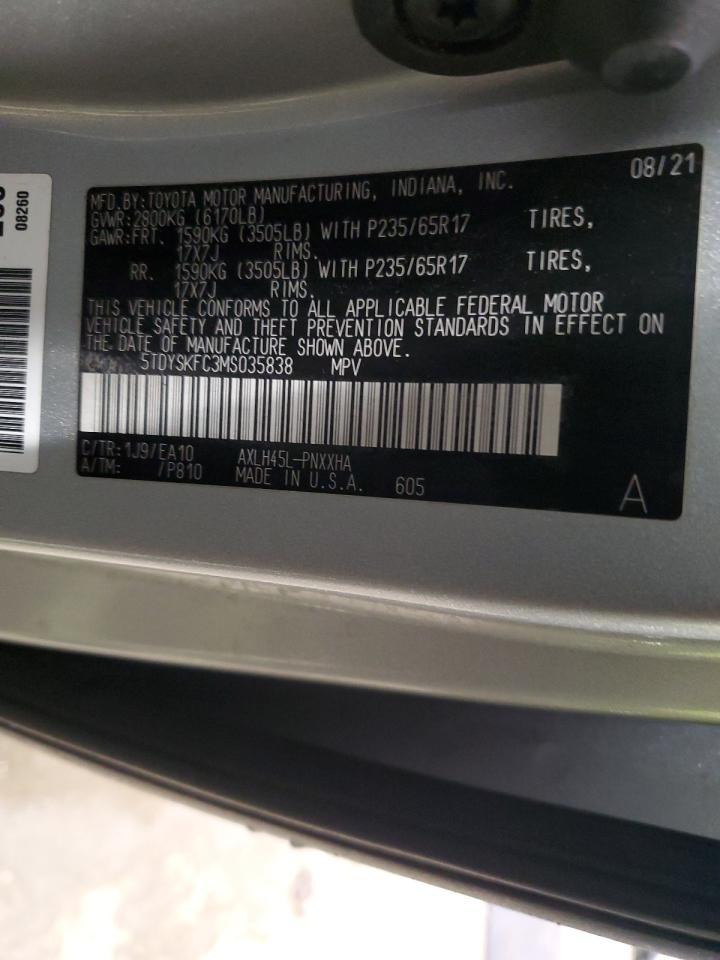 08260
08/21
MFD.BY:TOYOTA MOTOR MANUFACTURING, INDIANA, INC.
GVWR:2800KG (6170LB)
GAWR:FRT. 1590KG (3505LB) WITH P235/65R17 TIRES,
17X7J RIMS.
RR. 1590KG (3505LB) WITH P235/65R17 TIRES,
17X7J RIMS.
THIS VEHICLE CONFORMS TO ALL APPLICABLE FEDERAL MOTOR
VEHICLE SAFETY AND THEFT PREVENTION STANDARDS IN EFFECT ON
THE DATE OF MANUFACTURE SHOWN ABOVE.
5TDYSKFC3MS035838 MPV
C/TR:1J9/EA10 AXLH45L-PNXXHA
A/TM: /P810 MADE IN U.S.A. 605
A